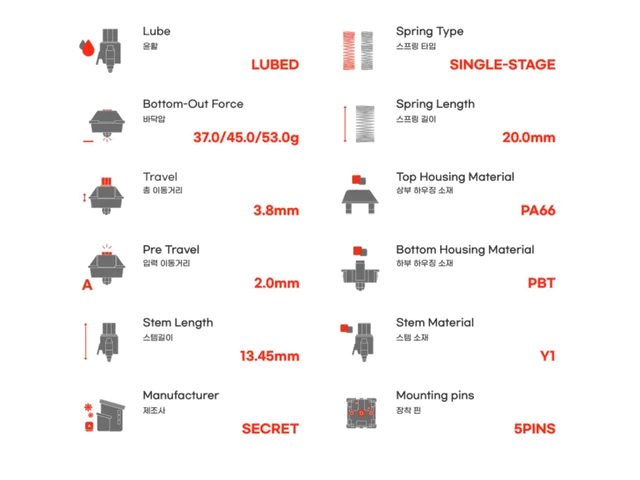 Lube
윤활
LUBED
Spring Type
스프링 타입
SINGLE-STAGE
Bottom-Out Force
바닥압
37.0/45.0/53.0g
Spring Length
스프링 길이
20.0mm
Travel
총 이동거리
3.8mm
Top Housing Material
상부 하우징 소재
PA66
Pre Travel
입력 이동거리
A
2.0mm
Bottom Housing Material
하부 하우징 소재
PBT
Stem Length
스템길이
13.45mm
Stem Material
스템 소재
Y1
Manufacturer
제조사
SECRET
Mounting pins
장착 핀
5PINS